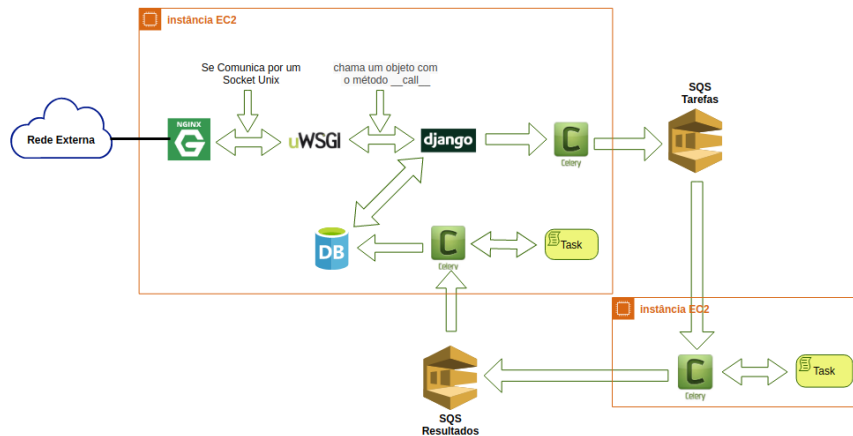 instância EC2
Se Comunica por um
Socket Unix
chama um objeto com
o método __call__
SQS
Tarefas
Rede Externa
NGINX
G
uWSGI
django
C
Celery
DB
C
Celery
Task
instância EC2
C
Celery
Task
SQS
Resultados